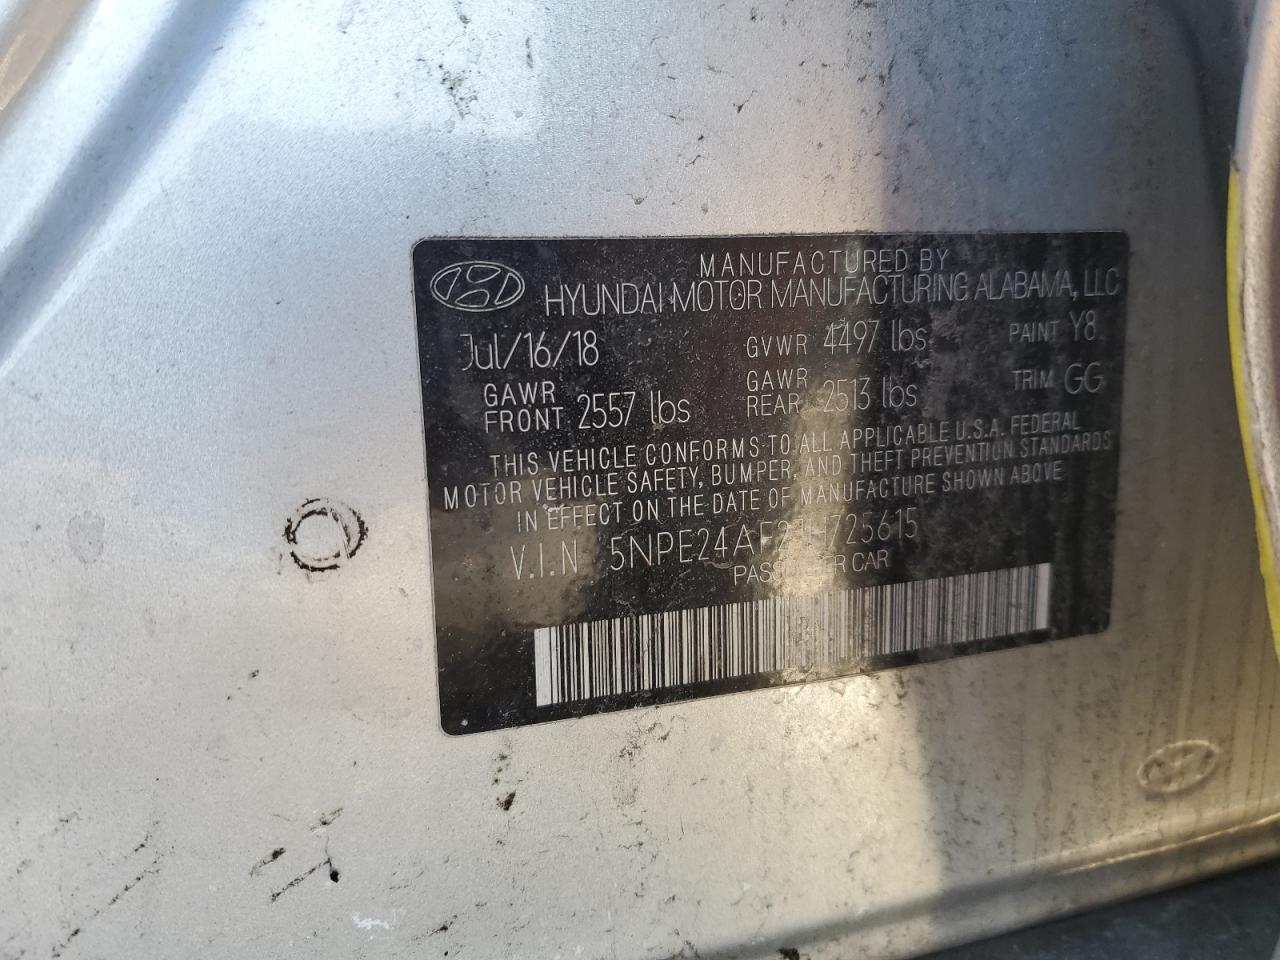 MANUFACTURED BY
HYUNDAI MOTOR MANUFACTURING ALABAMA, LLC
Jul/16/18 GVWR 4497 lbs PAINT Y8
GAWR FRONT 2557 lbs GAWR REAR 2513 lbs TRIM GG
THIS VEHICLE CONFORMS TO ALL APPLICABLE U.S.A. FEDERAL
MOTOR VEHICLE SAFETY, BUMPER, AND THEFT PREVENTION STANDARDS
IN EFFECT ON THE DATE OF MANUFACTURE SHOWN ABOVE
V.I.N
CAR